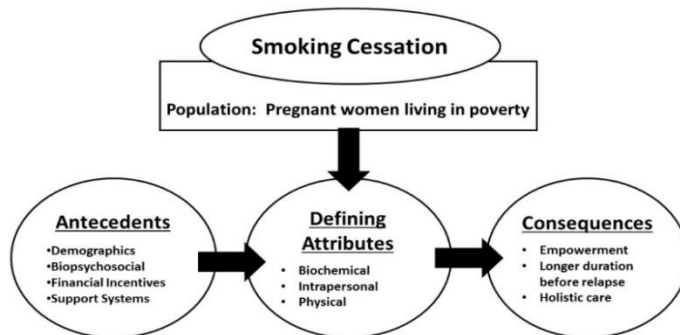 Smoking Cessation
Population: Pregnant women living in poverty
Antecedents
•Demographics
•Biopsychosocial
•Financial Incentives
•Support Systems
Defining
Attributes
• Biochemical
• Intrapersonal
• Physical
Consequences
• Empowerment
• Longer duration
before relapse
• Holistic care